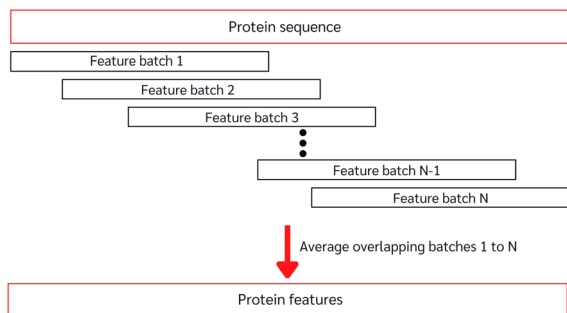 Protein sequence
Feature batch 1
Feature batch 2
Feature batch 3
Feature batch N-1
Feature batch N
Average overlapping batches 1 to N
Protein features